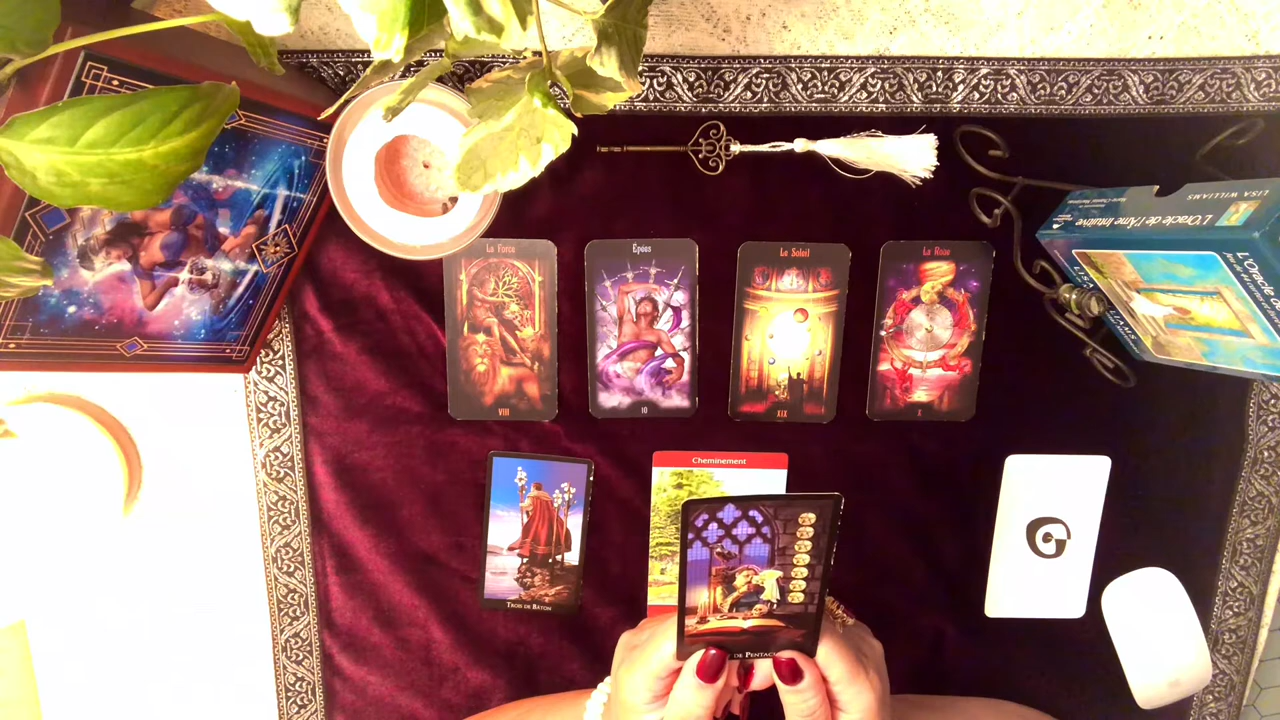 La Force
VIII
Épées
10
Le Soleil
XIX
La Roue
X
LISA WILLIAMS
L'Oracle de l'Âme Intuitive
Trois de Bâton
Cheminement
de Pentac